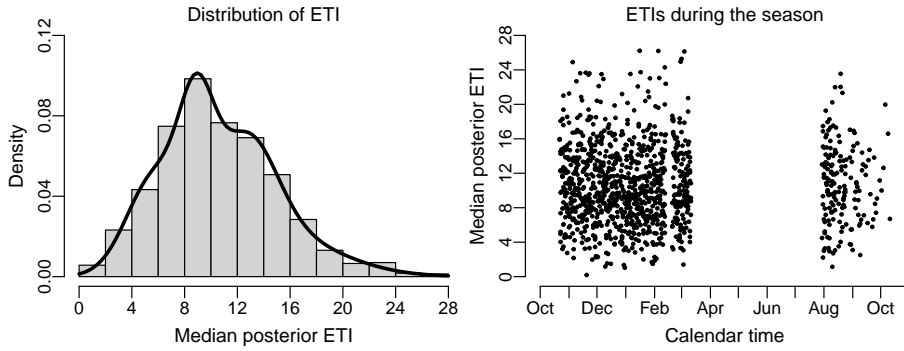 Distribution of ETI
Density
0.00 0.04 0.08 0.12
0 4 8 12 16 20 24 28
Median posterior ETI
ETIs during the season
Median posterior ETI
0 4 8 12 16 20 24 28
Oct Dec Feb Apr Jun Aug Oct
Calendar time